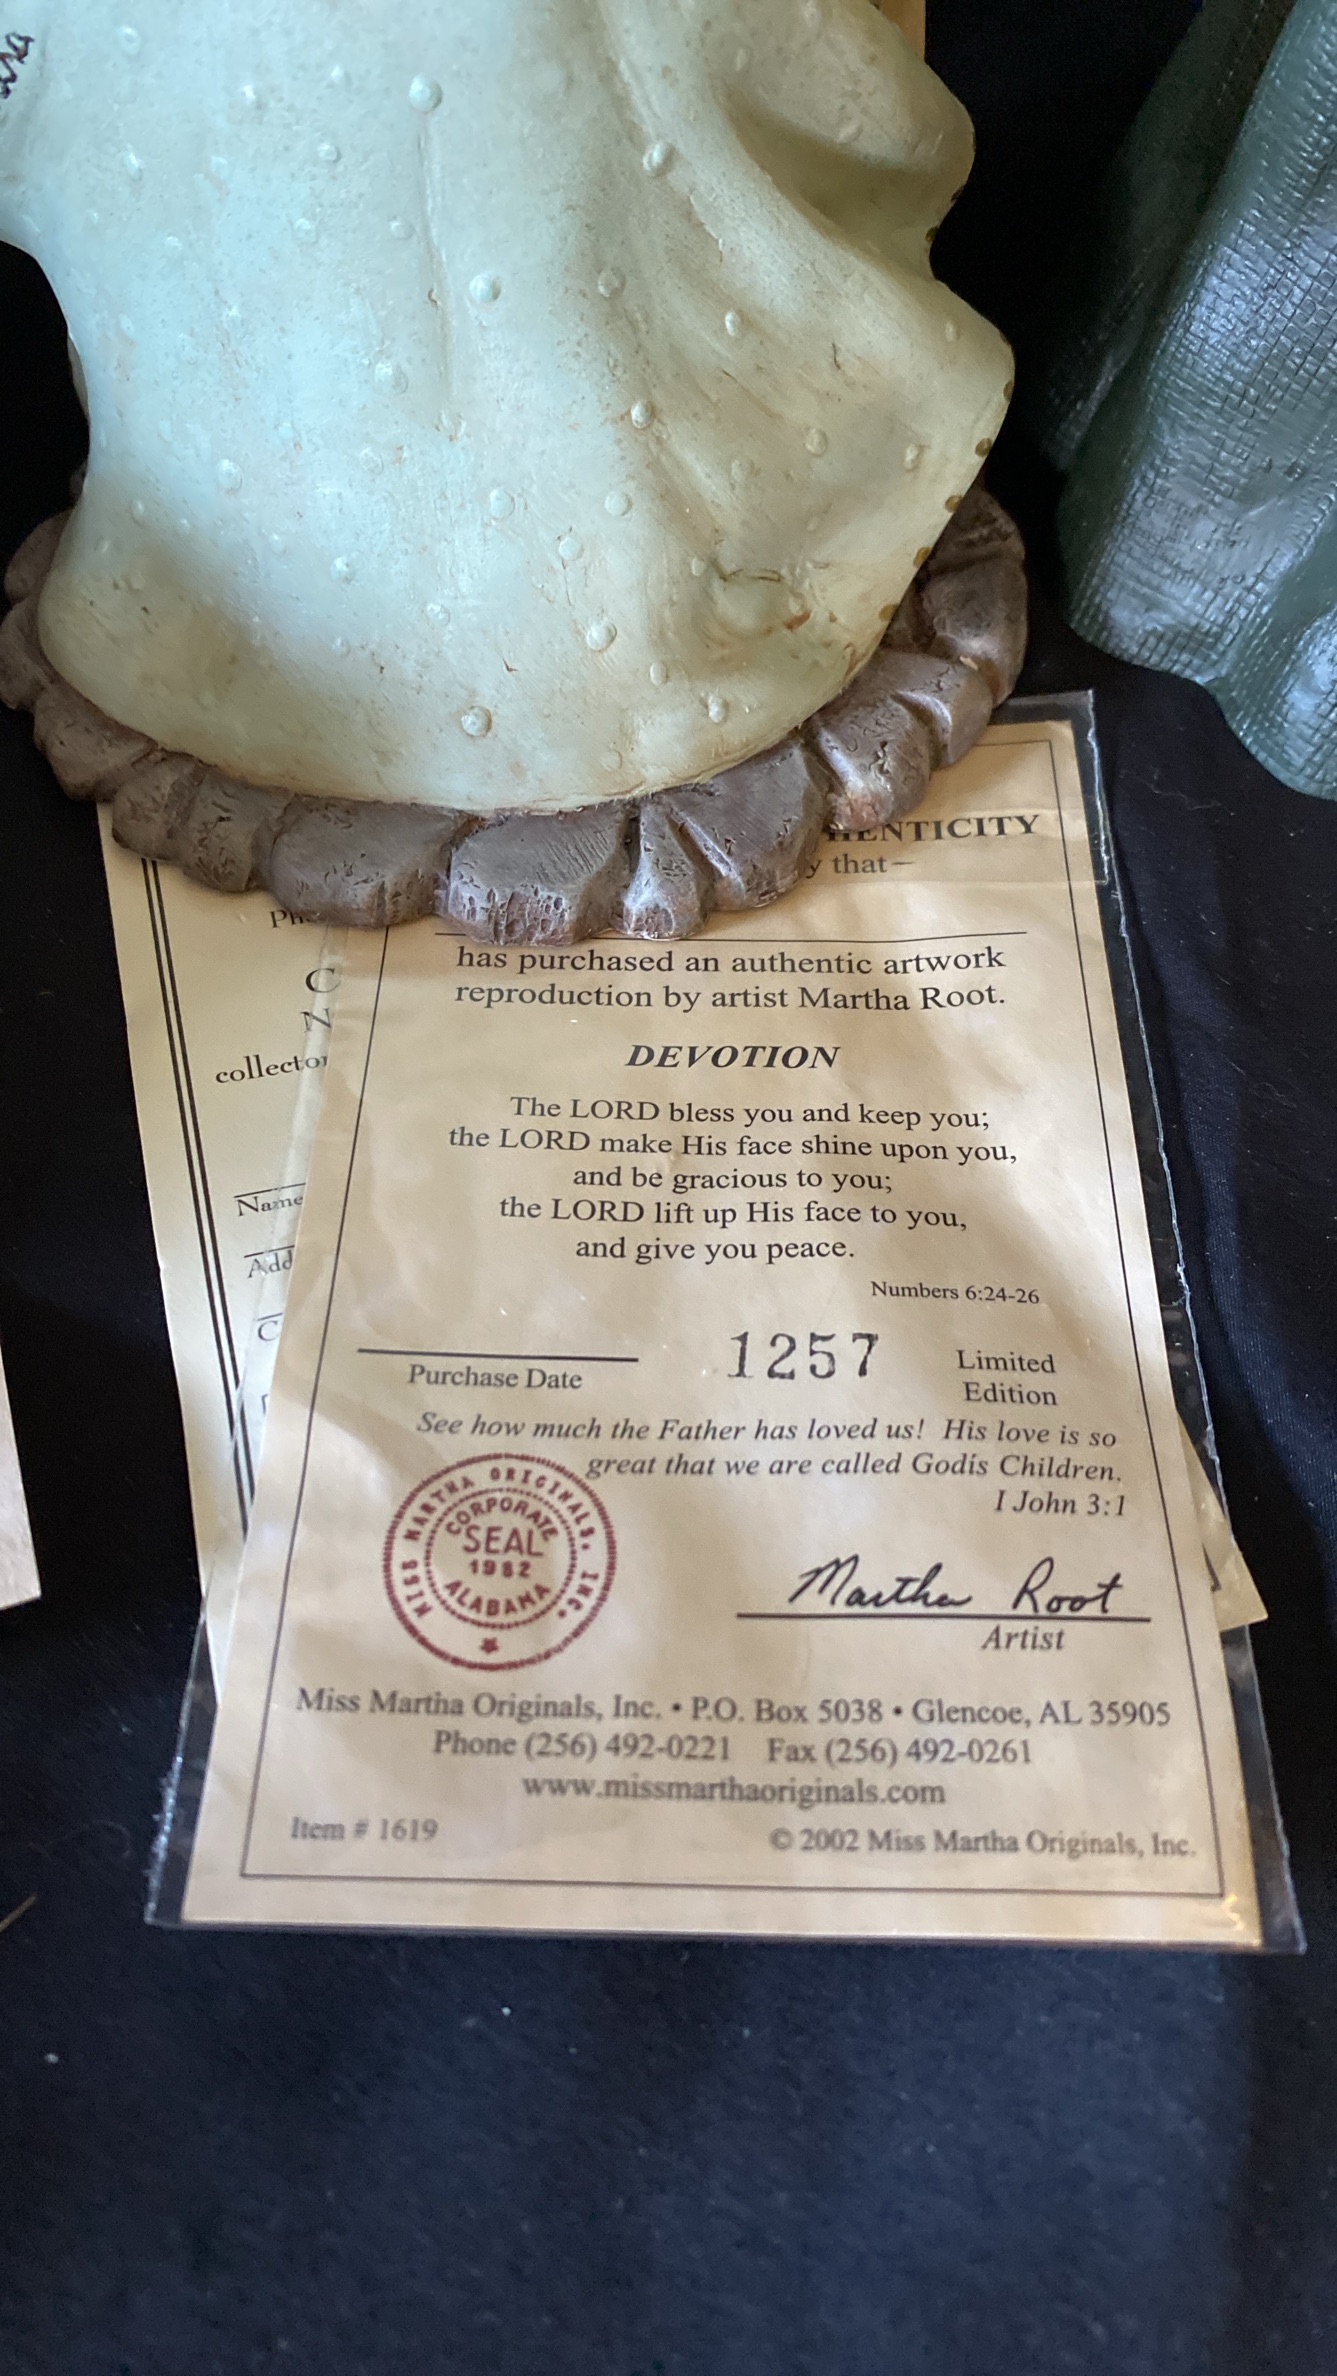 HENTICITY
y that—
has purchased an authentic artwork
reproduction by artist Martha Root.
DEVOTION
The LORD bless you and keep you;
the LORD make His face shine upon you,
and be gracious to you;
the LORD lift up His face to you,
and give you peace.
Numbers 6:24-26
Purchase Date
1257
Limited
Edition
See how much the Father has loved us! His love is so
great that we are called Godís Children.
I John 3:1
MISS MARTHA ORIGINALS, INC.
CORPORATE
SEAL
1982
ALABAMA
Martha Root
Artist
Miss Martha Originals, Inc. • P.O. Box 5038 • Glencoe, AL 35905
Phone (256) 492-0221 Fax (256) 492-0261
www.missmarthaoriginals.com
Item # 1619
© 2002 Miss Martha Originals, Inc.
Ph
C
N
collector
Name
Add
C